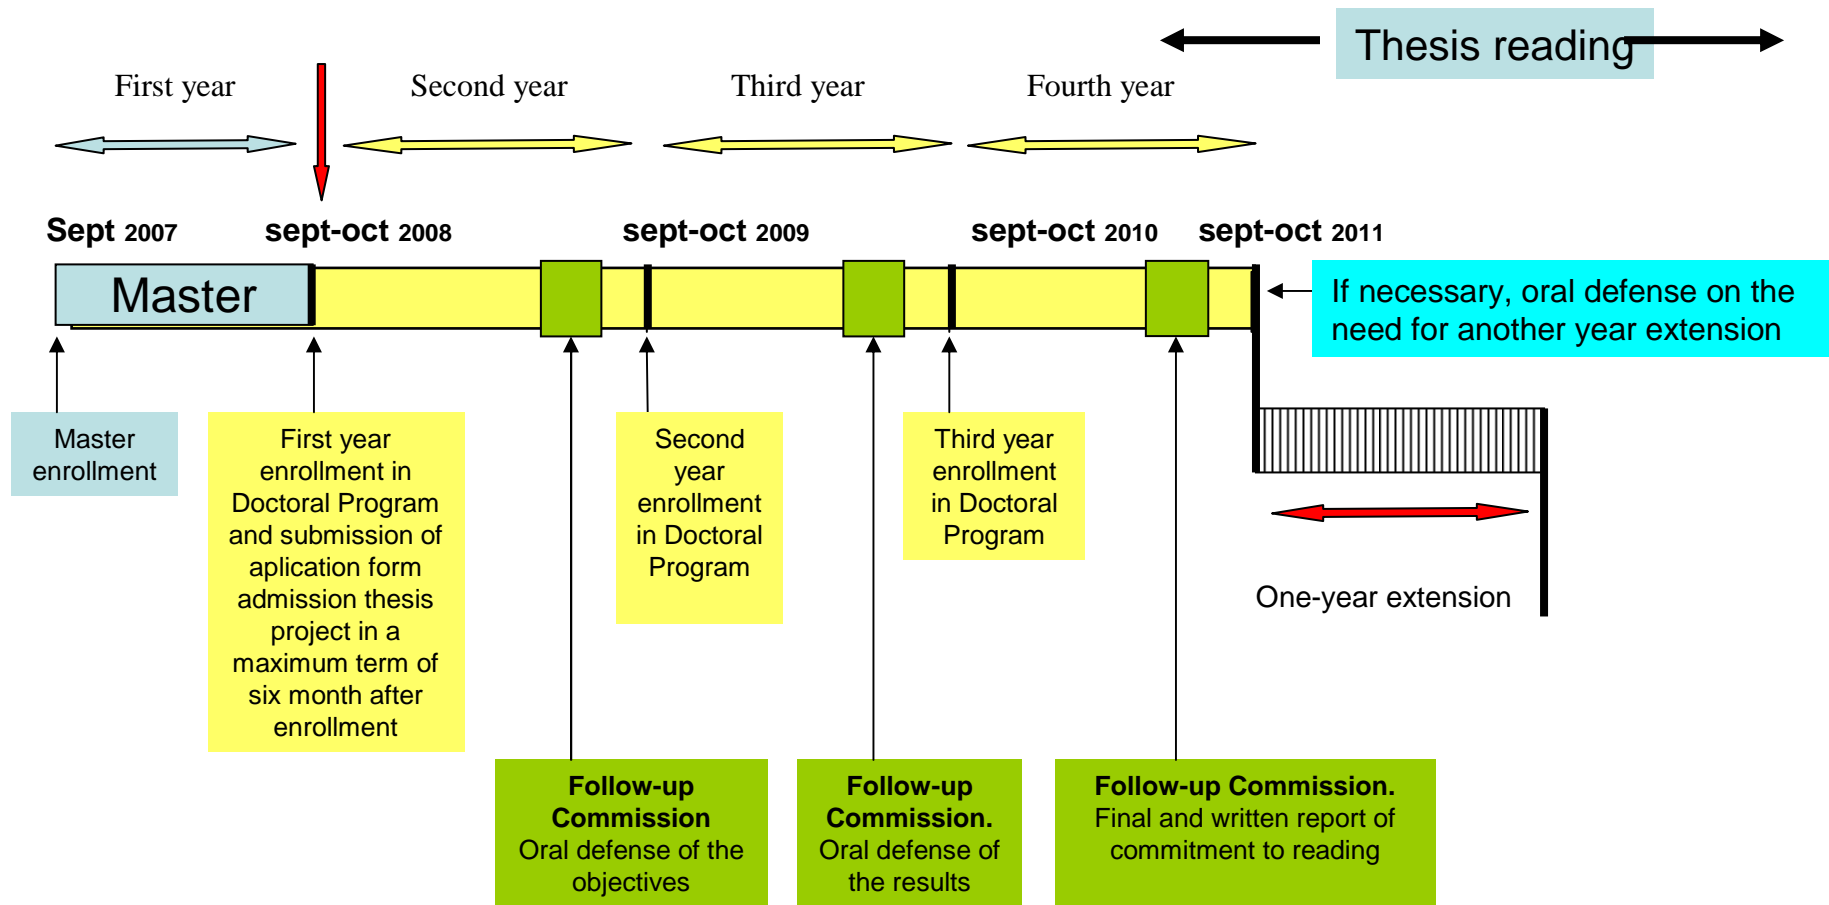 Thesis reading
First year
Second year
Third year
Fourth year
Sept 2007
sept-oct 2008
sept-oct 2009
sept-oct 2010
sept-oct 2011
Master
If necessary, oral defense on the
need for another year extension
Master
enrollment
First year
enrollment in
Doctoral Program
and submission of
aplication form
admission thesis
project in a
maximum term of
six month after
enrollment
Second
year
enrollment
in Doctoral
Program
Third year
enrollment
in Doctoral
Program
One-year extension
Follow-up
Commission
Oral defense of the
objectives
Follow-up
Commission.
Oral defense of
the results
Follow-up Commission.
Final and written report of
commitment to reading